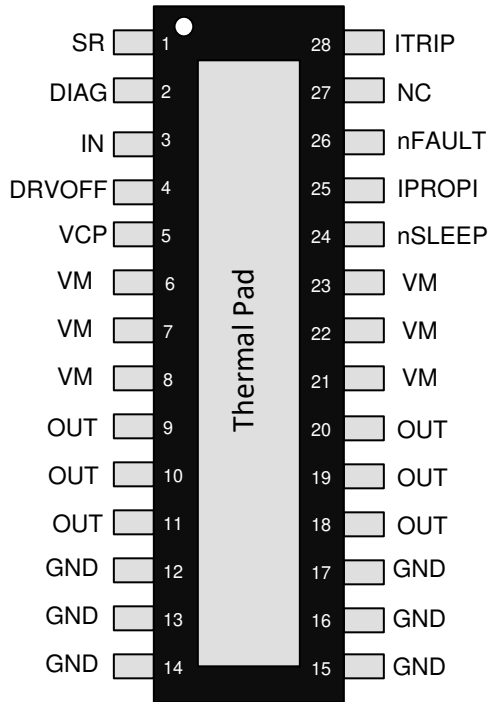 SR 1 28 ITRIP
DIAG 2 27 NC
IN 3 26 nFAULT
DRVOFF 4 25 IPROPI
VCP 5 24 nSLEEP
VM 6 23 VM
VM 7 22 VM
VM 8 21 VM
OUT 9 20 OUT
OUT 10 19 OUT
OUT 11 18 OUT
GND 12 17 GND
GND 13 16 GND
GND 14 15 GND
Thermal Pad